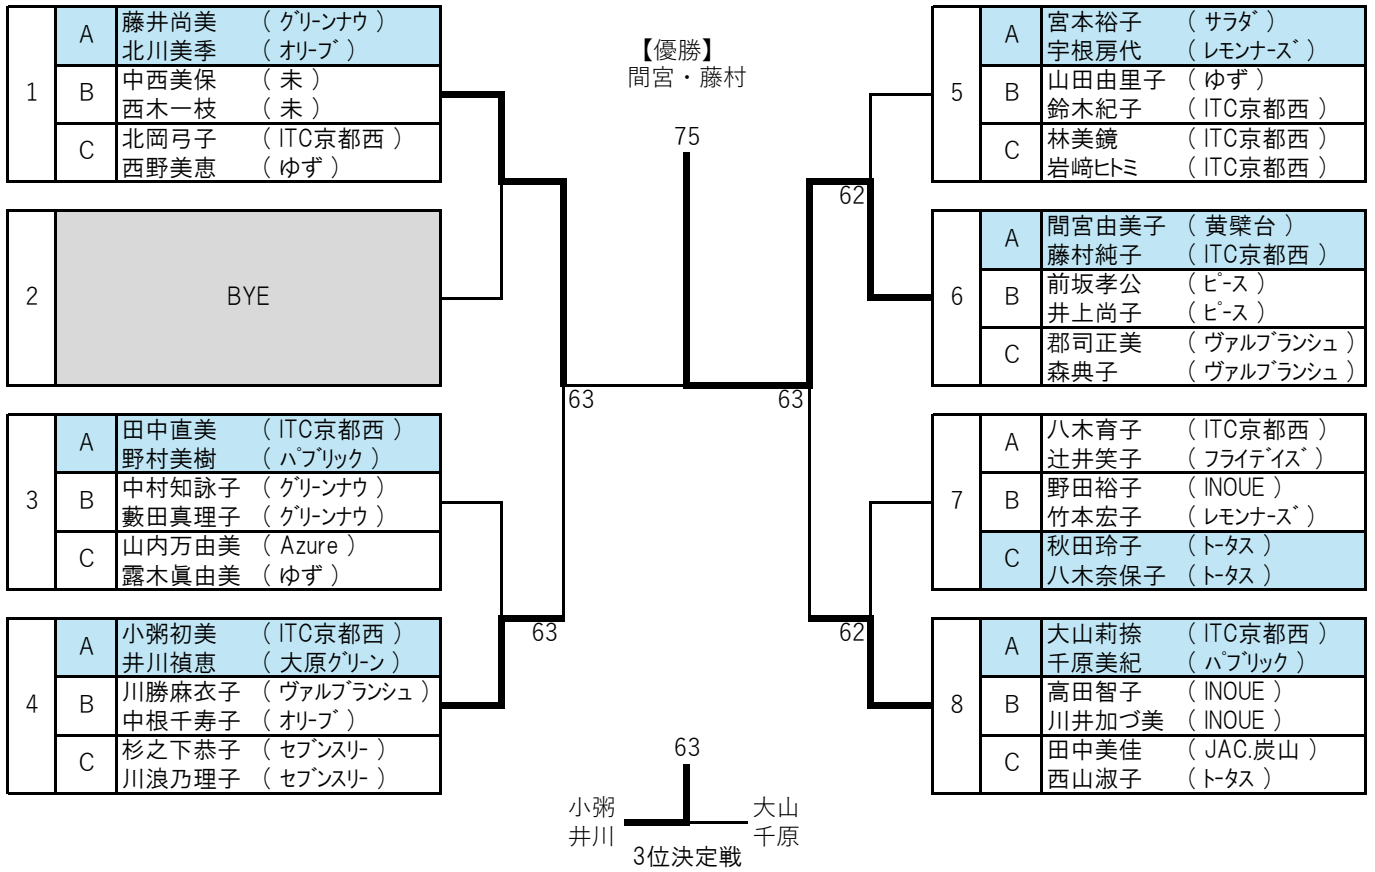 1
A
藤井尚美 ( グリーンナウ )
北川美季 ( オリーブ )
B
中西美保 ( 未 )
西木一枝 ( 未 )
C
北岡弓子 ( ITC京都西 )
西野美恵 ( ゆず )
2
BYE
3
A
田中直美 ( ITC京都西 )
野村美樹 ( パブリック )
B
中村知詠子 ( グリーンナウ )
藪田真理子 ( グリーンナウ )
C
山内万由美 ( Azure )
露木眞由美 ( ゆず )
4
A
小粥初美 ( ITC京都西 )
井川禎恵 ( 大原グリーン )
B
川勝麻衣子 ( ヴァルブランシュ )
中根千寿子 ( オリーブ )
C
杉之下恭子 ( セブンスリー )
川浪乃理子 ( セブンスリー )
63
63
【優勝】
間宮・藤村
75
62
63
62
5
A
宮本裕子 ( サラダ )
宇根房代 ( レモンナーズ )
B
山田由里子 ( ゆず )
鈴木紀子 ( ITC京都西 )
C
林美鏡 ( ITC京都西 )
岩﨑ヒトミ ( ITC京都西 )
6
A
間宮由美子 ( 黄檗台 )
藤村純子 ( ITC京都西 )
B
前坂孝公 ( ピース )
井上尚子 ( ピース )
C
郡司正美 ( ヴァルブランシュ )
森典子 ( ヴァルブランシュ )
7
A
八木育子 ( ITC京都西 )
辻井笑子 ( フライデイズ )
B
野田裕子 ( INOUE )
竹本宏子 ( レモンナーズ )
C
秋田玲子 ( トータス )
八木奈保子 ( トータス )
8
A
大山莉捺 ( ITC京都西 )
千原美紀 ( パブリック )
B
高田智子 ( INOUE )
川井加づ美 ( INOUE )
C
田中美佳 ( JAC.炭山 )
西山淑子 ( トータス )
63
小粥
井川
大山
千原
3位決定戦